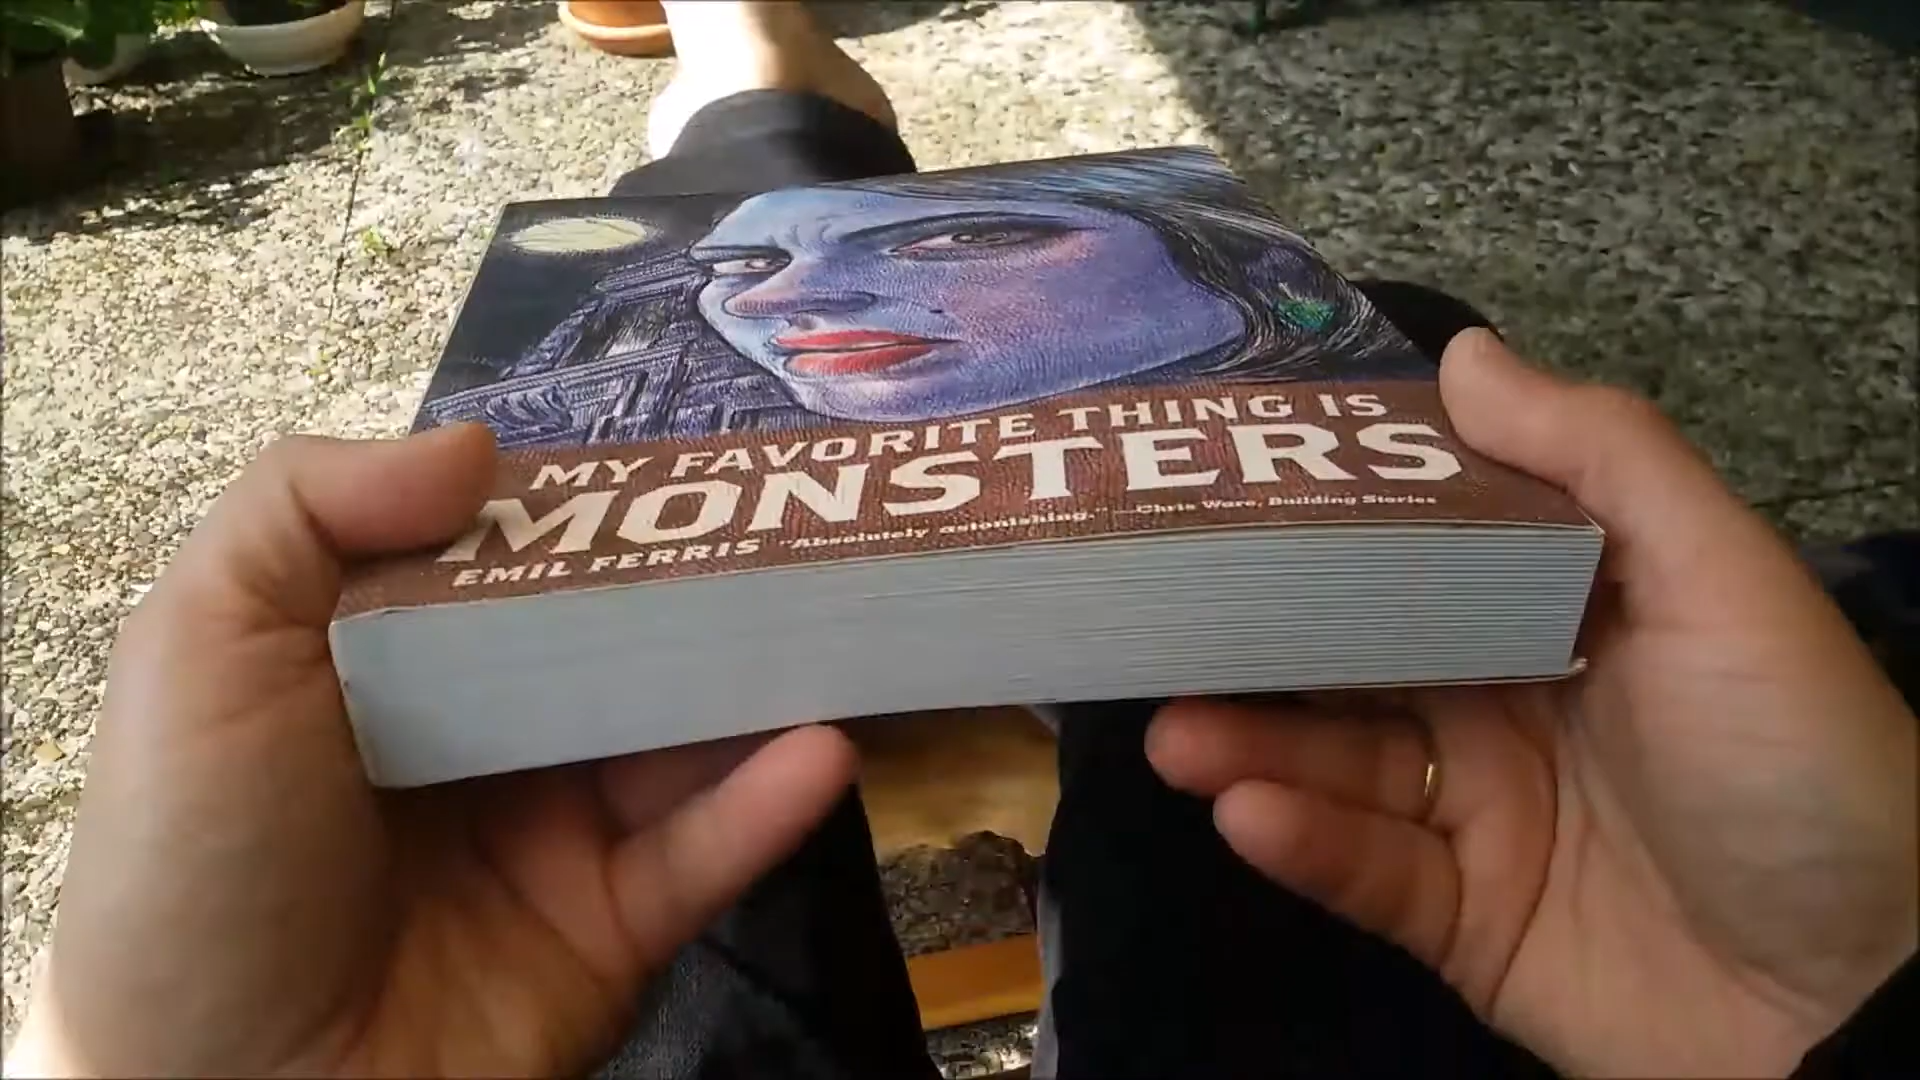 MY FAVORITE THING IS
MONSTERS
EMIL FERRIS "Absolutely astonishing." —Chris Ware, Building Stories